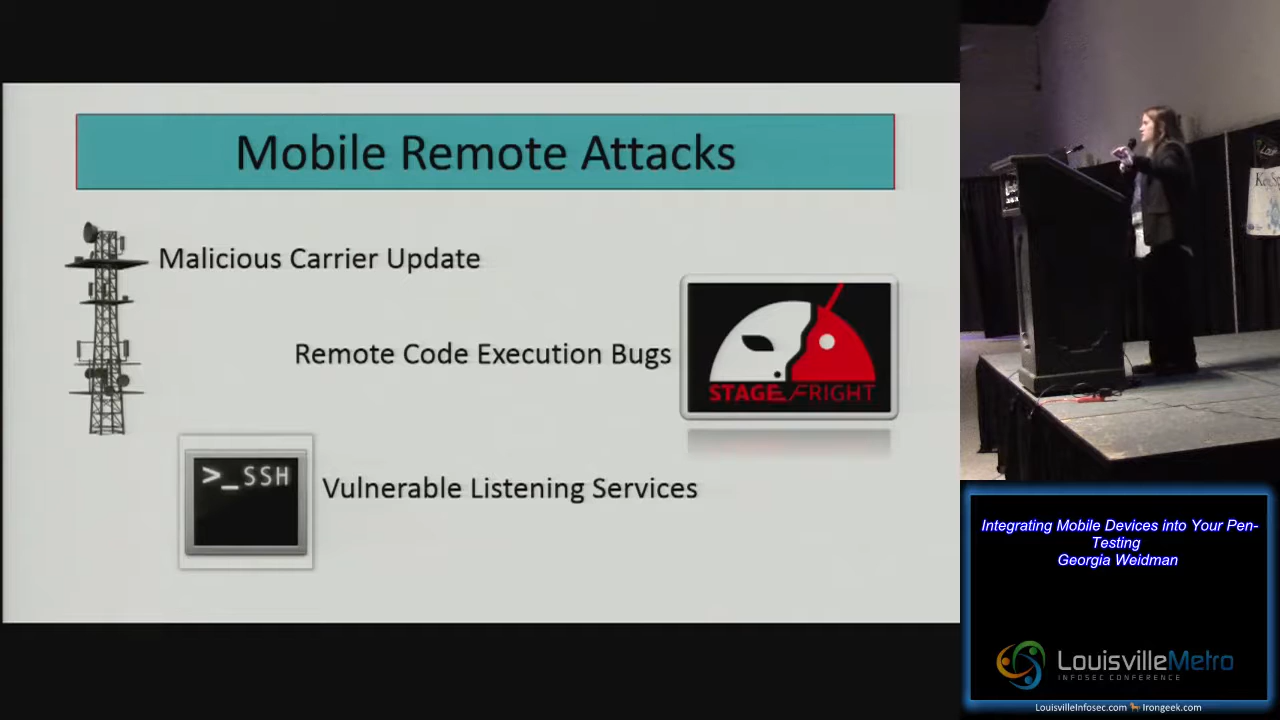 Mobile Remote Attacks
Malicious Carrier Update
Remote Code Execution Bugs
STAGEFRIGHT
>_SSH
Vulnerable Listening Services
Integrating Mobile Devices into Your Pen-
Testing
Georgia Weidman
LouisvilleMetro
INFOSEC CONFERENCE
LouisvilleInfosec.com Irongeek.com